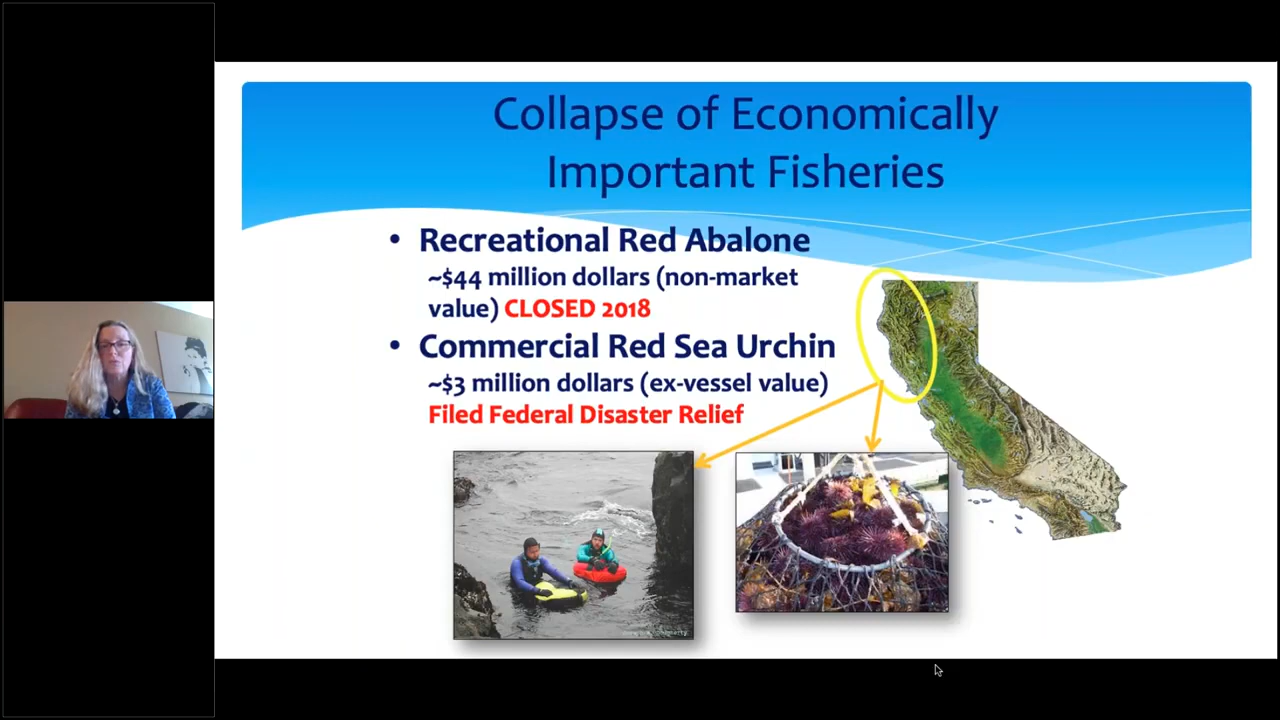 Collapse of Economically
Important Fisheries
• Recreational Red Abalone
~$44 million dollars (non-market
value) CLOSED 2018
• Commercial Red Sea Urchin
~$3 million dollars (ex-vessel value)
Filed Federal Disaster Relief